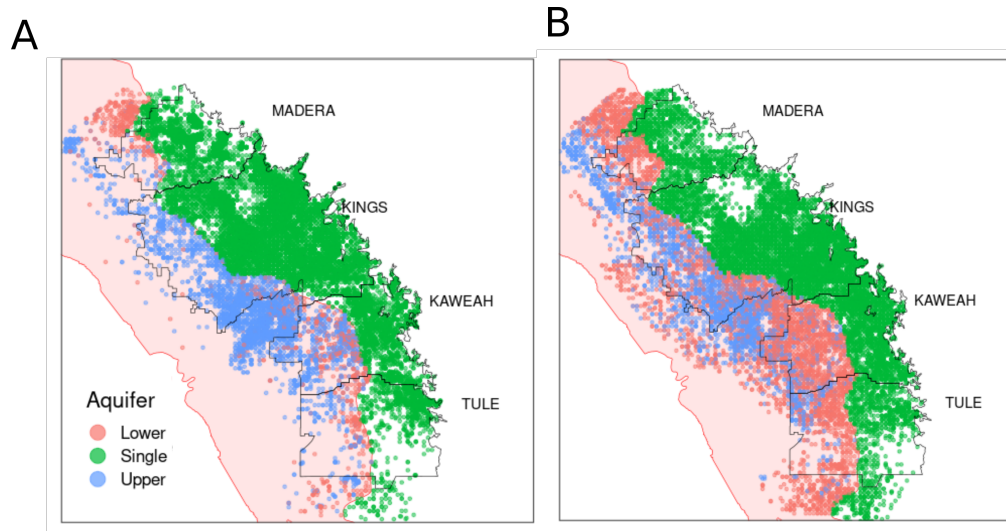 A
B
MADERA
MADERA
KINGS
KINGS
KAWEAH
KAWEAH
Aquifer
TULE
TULE
Lower
Single
Upper